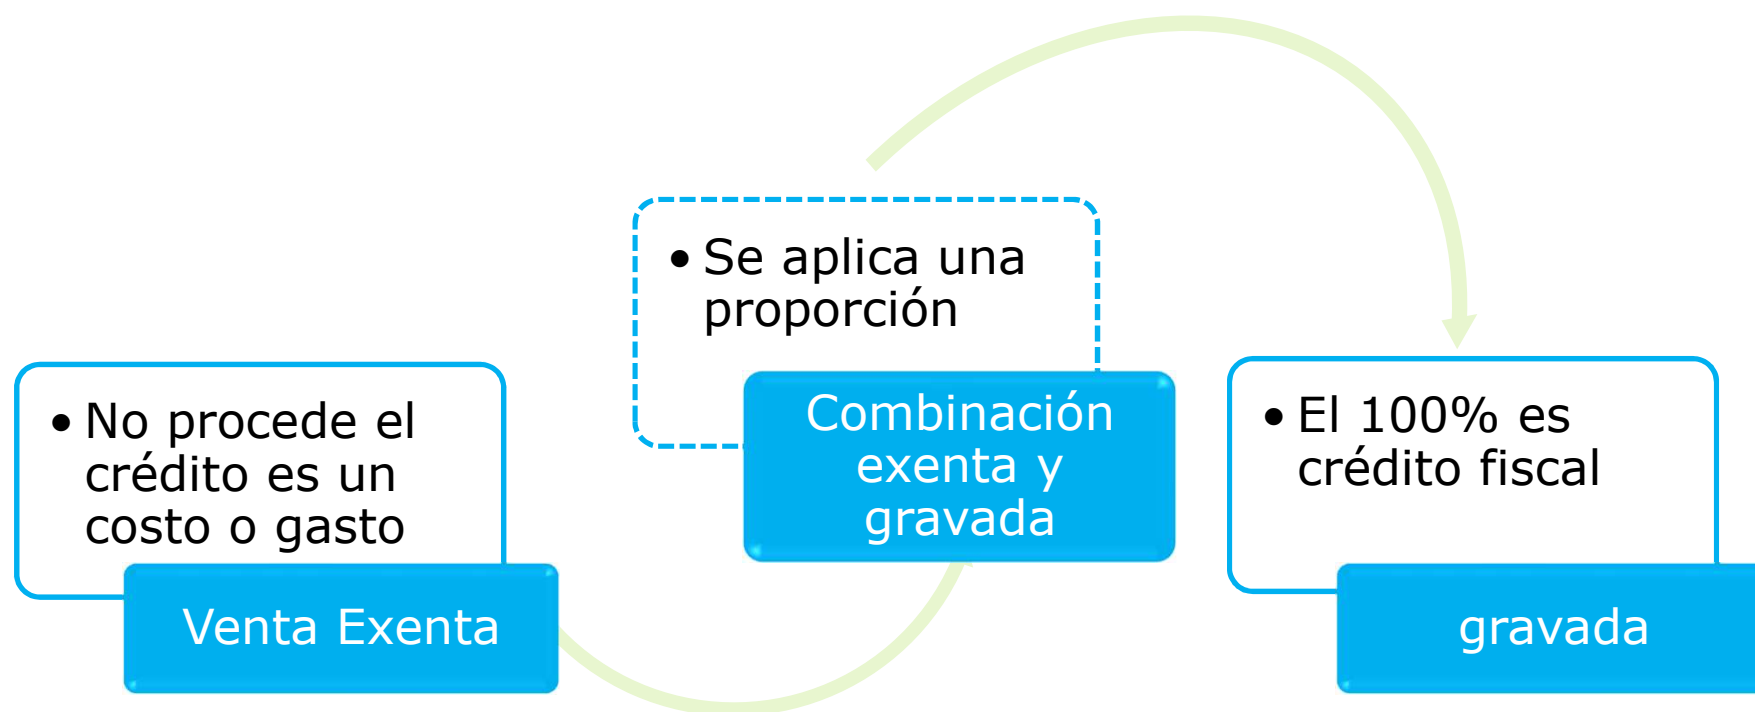 • No procede el
crédito es un
costo o gasto
Venta Exenta
• Se aplica una
proporción
Combinación
exenta y
gravada
• El 100% es
crédito fiscal
gravada